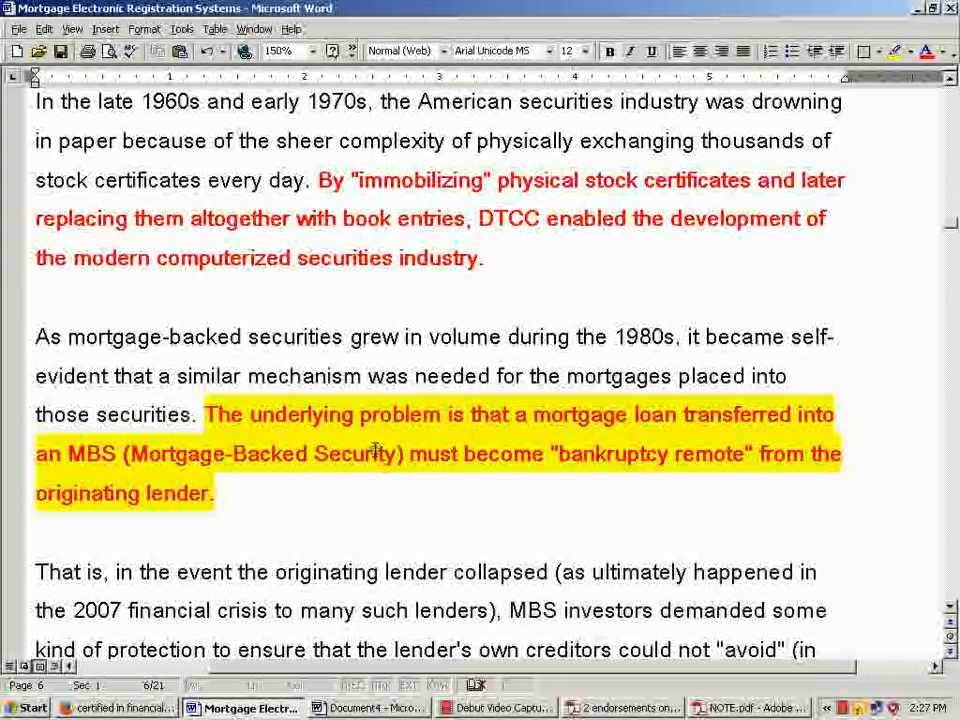 Mortgage Electronic Registration Systems - Microsoft Word
File Edit View Insert Format Tools Table Window Help
150% Normal (Web) Arial Unicode MS 12 B I U A
1 2 3 4 5
In the late 1960s and early 1970s, the American securities industry was drowning
in paper because of the sheer complexity of physically exchanging thousands of
stock certificates every day. By "immobilizing" physical stock certificates and later
replacing them altogether with book entries, DTCC enabled the development of
the modern computerized securities industry.
As mortgage-backed securities grew in volume during the 1980s, it became self-
evident that a similar mechanism was needed for the mortgages placed into
those securities. The underlying problem is that a mortgage loan transferred into
an MBS (Mortgage-Backed Security) must become "bankruptcy remote" from the
originating lender.
That is, in the event the originating lender collapsed (as ultimately happened in
the 2007 financial crisis to many such lenders), MBS investors demanded some
kind of protection to ensure that the lender's own creditors could not "avoid" (in
Page 6 Sec 1 6/21 REC TRK EXT OVR
Start certified in financial... Mortgage Electr... Document4 - Micro... Debut Video Captu... 2 endorsements on... NOTE.pdf - Adobe ... « 2:27 PM